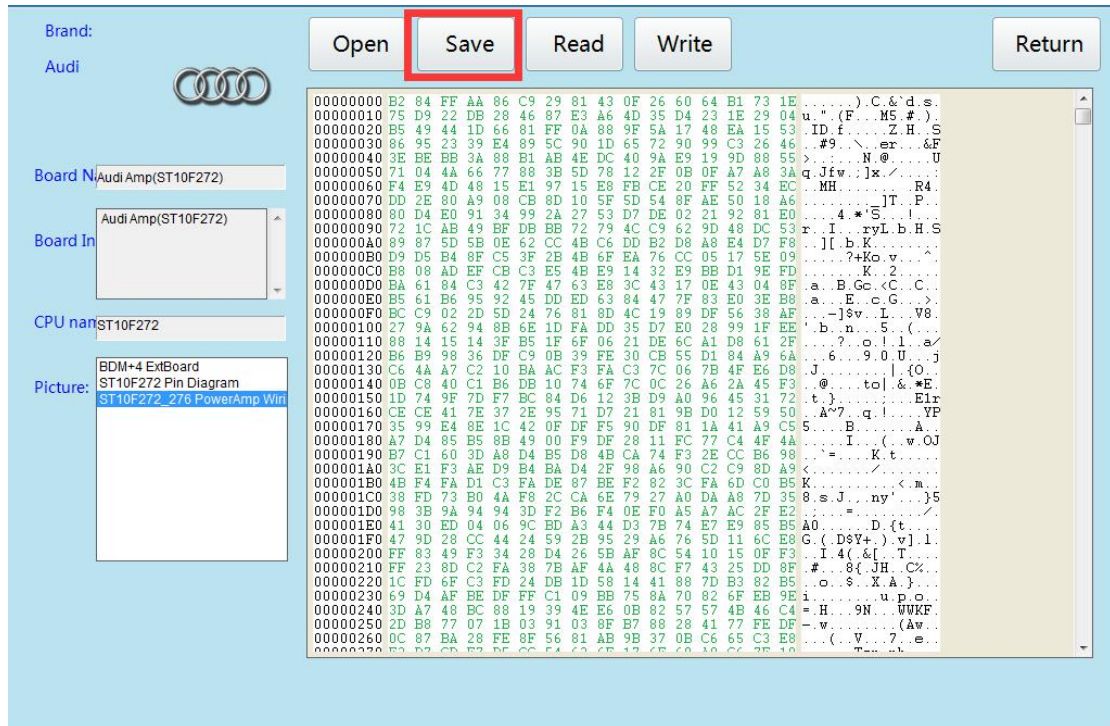 Brand:
Audi
Open Save Read Write Return
Board N Audi Amp(ST10F272)
Board In Audi Amp(ST10F272)
CPU nam ST10F272
Picture:
BDM+4 ExtBoard
ST10F272 Pin Diagram
ST10F272_276 PowerAmp Wiri
00000000 B2 84 FF AA 86 C9 29 81 43 0F 26 60 64 B1 73 1E
00000010 75 D9 22 DB 28 46 87 E3 A6 4D 35 D4 23 1E 29 04
00000020 B5 49 44 1D 66 81 FF 0A 88 9F 5A 17 48 EA 15 53
00000030 86 95 23 39 E4 89 5C 90 1D 65 72 90 99 C3 26 46
00000040 3E BE BB 3A 88 B1 AB 4E DC 40 9A E9 19 9D 88 55
00000050 71 04 4A 66 77 88 3B 5D 78 12 2F 0B 0F A7 A8 3A
00000060 F4 E9 4D 48 15 E1 97 15 E8 FB CE 20 FF 52 34 EC
00000070 DD 2E 80 A9 08 CB 8D 10 5F 5D 54 8F AE 50 18 A6
00000080 80 D4 E0 91 34 99 2A 27 53 D7 DE 02 21 92 81 E0
00000090 72 1C AB 49 BF DB BB 72 79 4C C9 62 9D 48 DC 53
000000A0 89 87 5D 5B 0E 62 CC 4B C6 DD B2 D8 A8 E4 D7 F8
000000B0 D9 D5 B4 8F C5 3F 2B 4B 6F EA 76 CC 05 17 5E 09
000000C0 B8 08 AD EF CB C3 E5 4B E9 14 32 E9 BB D1 9E FD
000000D0 BA 61 84 C3 42 7F 47 63 E8 3C 43 17 0E 43 04 8F
000000E0 B5 61 B6 95 92 45 DD ED 63 84 47 7F 83 E0 3E B8
000000F0 BC C9 02 2D 5D 24 76 81 8D 4C 19 89 DF 56 38 AF
00000100 27 9A 62 94 8B 6E 1D FA DD 35 D7 E0 28 99 1F EE
00000110 88 14 15 14 3F B5 1F 6F 06 21 DE 6C A1 D8 61 2F
00000120 B6 B9 98 36 DF C9 0B 39 FE 30 CB 55 D1 84 A9 6A
00000130 C6 4A A7 C2 10 BA AC F3 FA C3 7C 06 7B 4F E6 D8
00000140 0B C8 40 C1 B6 DB 10 74 6F 7C 0C 26 A6 2A 45 F3
00000150 1D 74 9F 7D F7 BC 84 D6 12 3B D9 A0 96 45 31 72
00000160 CE CE 41 7E 37 2E 95 71 D7 21 81 9B D0 12 59 50
00000170 35 99 E4 8E 1C 42 0F DF F5 90 DF 81 1A 41 A9 C5
00000180 A7 D4 85 B5 8B 49 00 F9 DF 28 11 FC 77 C4 4F 4A
00000190 B7 C1 60 3D A8 D4 B5 D8 4B CA 74 F3 2E CC B6 98
000001A0 3C E1 F3 AE D9 B4 BA D4 2F 98 A6 90 C2 C9 8D A9
000001B0 4B F4 FA D1 C3 FA DE 87 BE F2 82 3C FA 6D C0 B5
000001C0 38 FD 73 B0 4A F8 2C CA 6E 79 27 A0 DA A8 7D 35
000001D0 98 3B 9A 94 94 3D F2 B6 F4 0E F0 A5 A7 AC 2F E2
000001E0 41 30 ED 04 06 9C BD A3 44 D3 7B 74 E7 E9 85 B5
000001F0 47 9D 28 CC 44 24 59 2B 95 29 A6 76 5D 11 6C E8
00000200 FF 83 49 F3 34 28 D4 26 5B AF 8C 54 10 15 0F F3
00000210 FF 23 8D C2 FA 38 7B AF 4A 48 8C F7 43 25 DD 8F
00000220 1C FD 6F C3 FD 24 DB 1D 58 14 41 88 7D B3 82 B5
00000230 69 D4 AF BE DF FF C1 09 BB 75 8A 70 82 6F EB 9E
00000240 3D A7 48 BC 88 19 39 4E E6 0B 82 57 57 4B 46 C4
00000250 2D B8 77 07 1B 03 91 03 8F B7 88 28 41 77 FE DF
00000260 0C 87 BA 28 FE 8F 56 81 AB 9B 37 0B C6 65 C3 E8